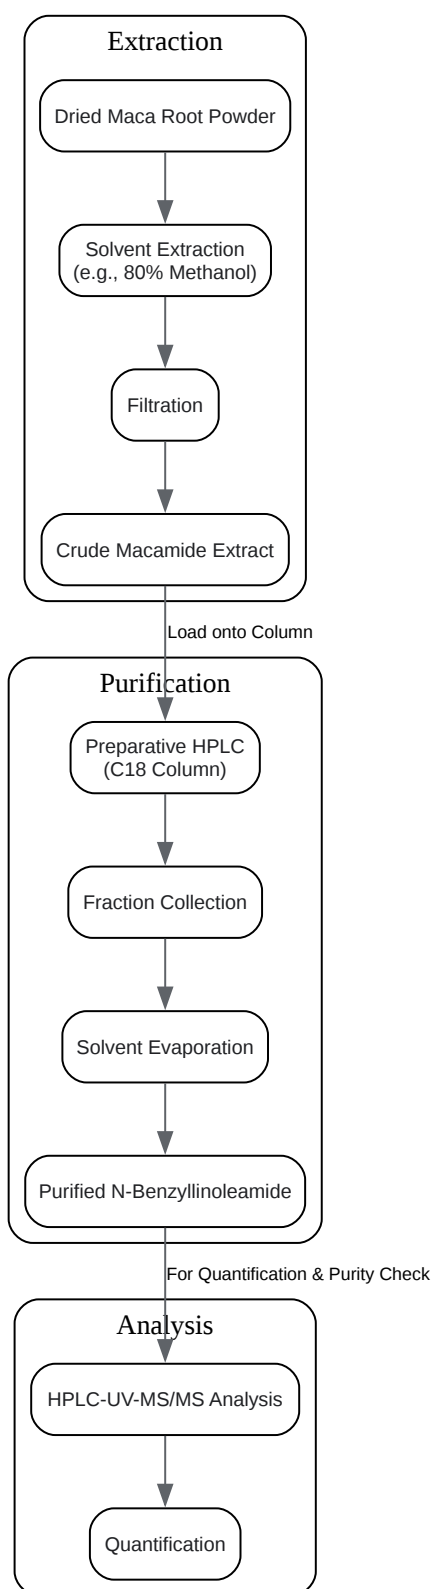 Extraction
Dried Maca Root Powder
Solvent Extraction
(e.g., 80% Methanol)
Filtration
Crude Macamide Extract
Load onto Column
Purification
Preparative HPLC
(C18 Column)
Fraction Collection
Solvent Evaporation
Purified N-Benzyllinoleamide
For Quantification & Purity Check
Analysis
HPLC-UV-MS/MS Analysis
Quantification